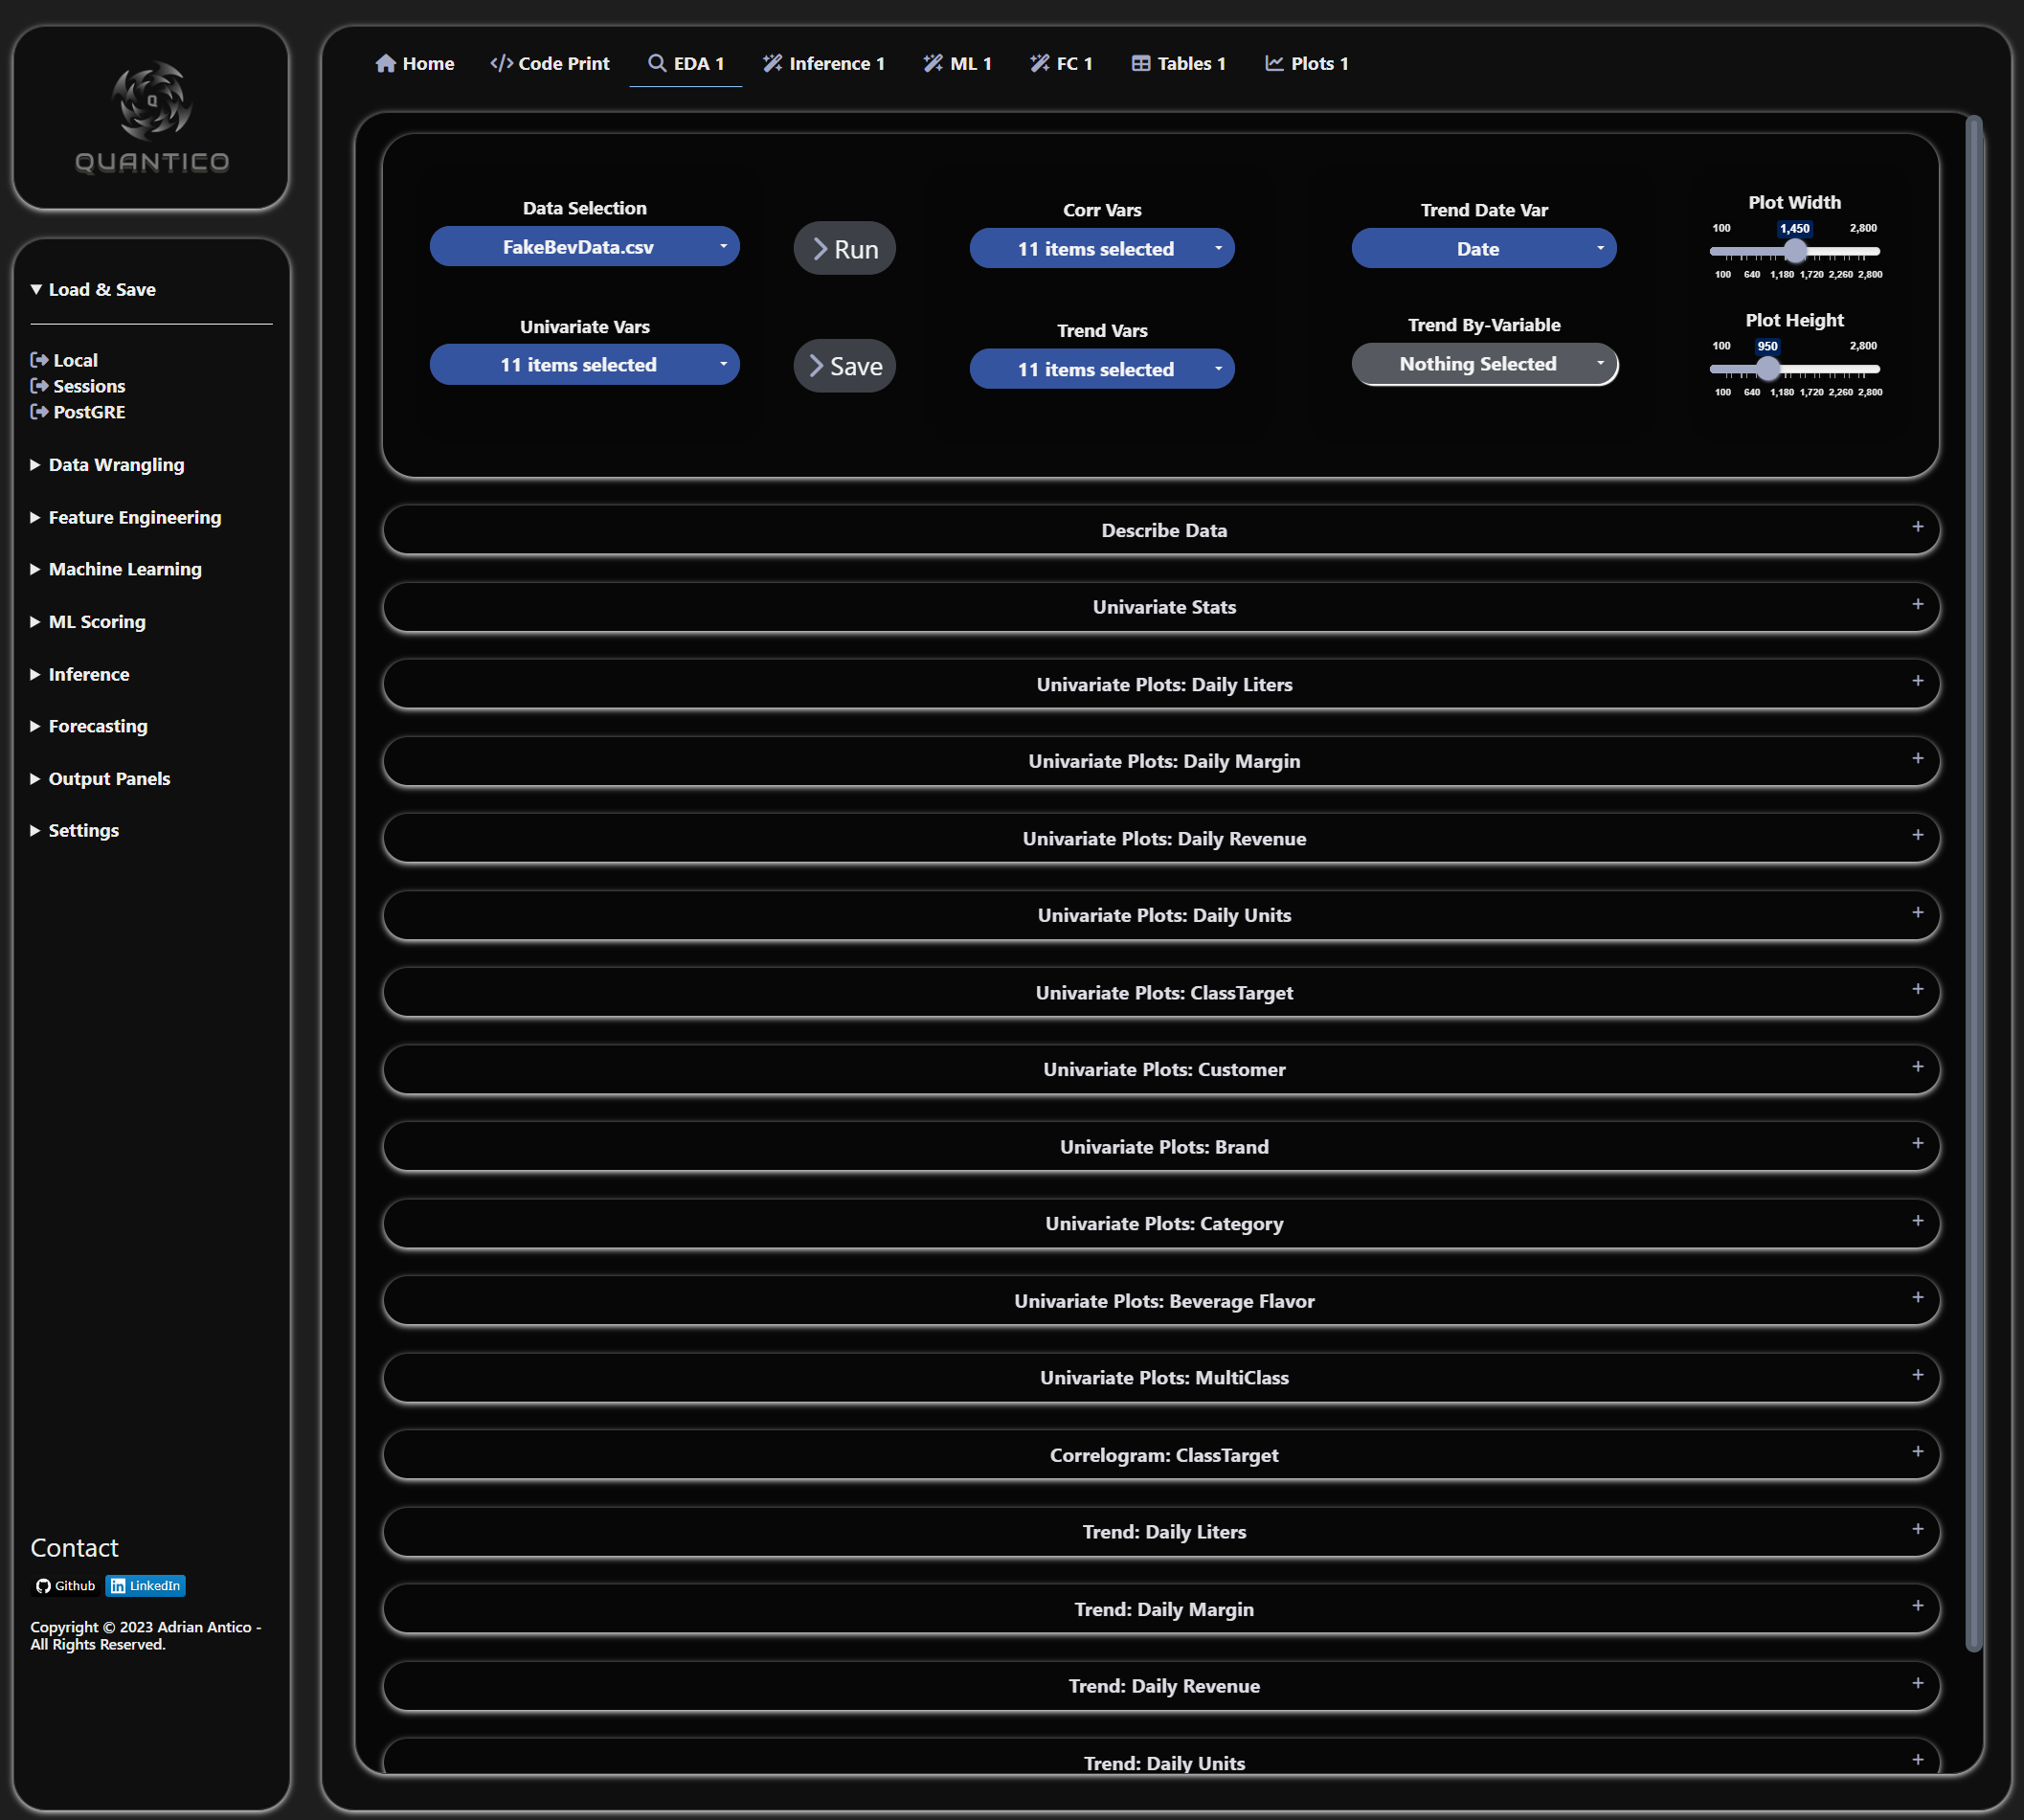 Q
QUANTICO
Load & Save
Local
Sessions
PostGRE
Data Wrangling
Feature Engineering
Machine Learning
ML Scoring
Inference
Forecasting
Output Panels
Settings
Contact
Github
in LinkedIn
Copyright © 2023 Adrian Antico -
All Rights Reserved.
Home </> Code Print EDA 1 Inference 1 ML 1 FC 1 Tables 1 Plots 1
Data Selection
FakeBevData.csv
Univariate Vars
11 items selected
Run
Save
Corr Vars
11 items selected
Trend Vars
11 items selected
Trend Date Var
Date
Trend By-Variable
Nothing Selected
Plot Width
100 1,450 2,800
100 640 1,180 1,720 2,260 2,800
Plot Height
100 950 2,800
100 640 1,180 1,720 2,260 2,800
Describe Data +
Univariate Stats +
Univariate Plots: Daily Liters +
Univariate Plots: Daily Margin +
Univariate Plots: Daily Revenue +
Univariate Plots: Daily Units +
Univariate Plots: ClassTarget +
Univariate Plots: Customer +
Univariate Plots: Brand +
Univariate Plots: Category +
Univariate Plots: Beverage Flavor +
Univariate Plots: MultiClass +
Correlogram: ClassTarget +
Trend: Daily Liters +
Trend: Daily Margin +
Trend: Daily Revenue +
Trend: Daily Units +